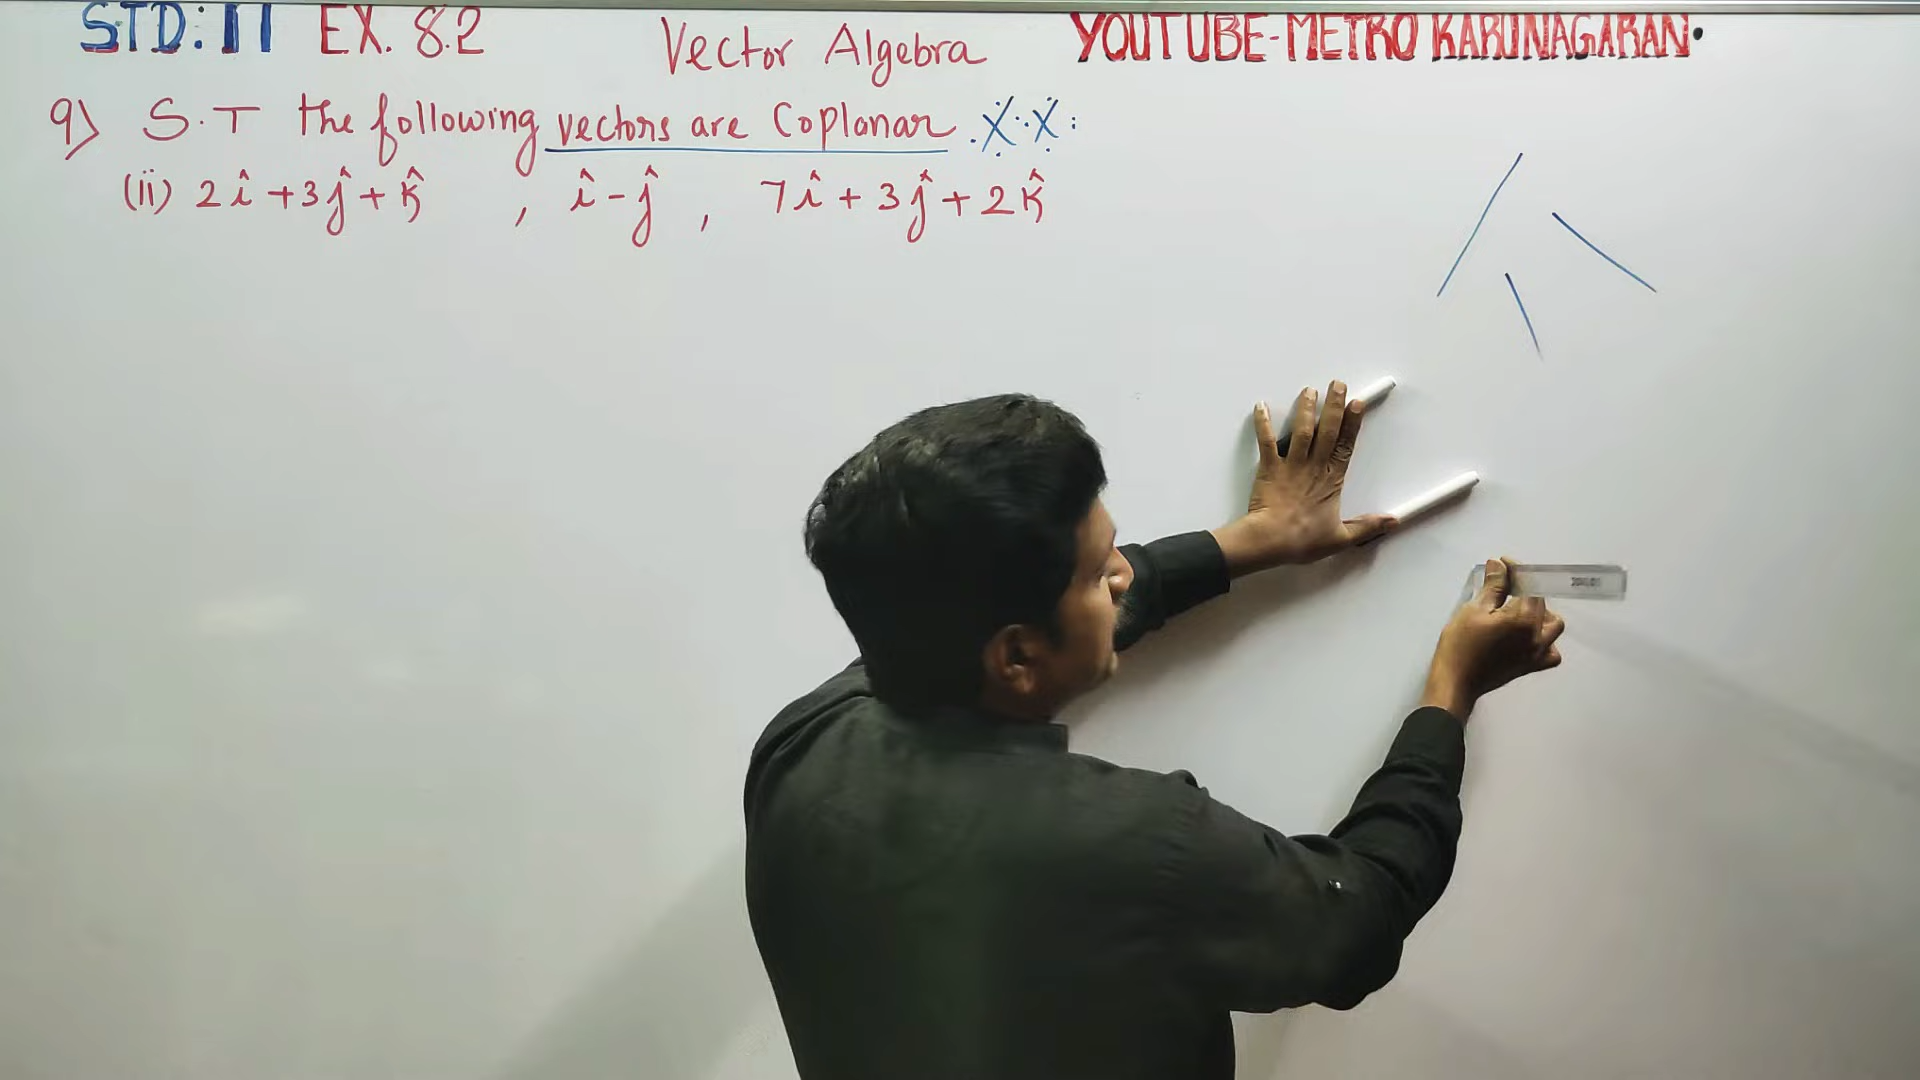 STD: 11 EX. 8.2 Vector Algebra YOUTUBE-METRO KARUNAGARAN.
9) S.T the following vectors are Coplanar .X:.X:
(ii) 2î + 3ĵ + k̂ , î - ĵ , 7î + 3ĵ + 2k̂